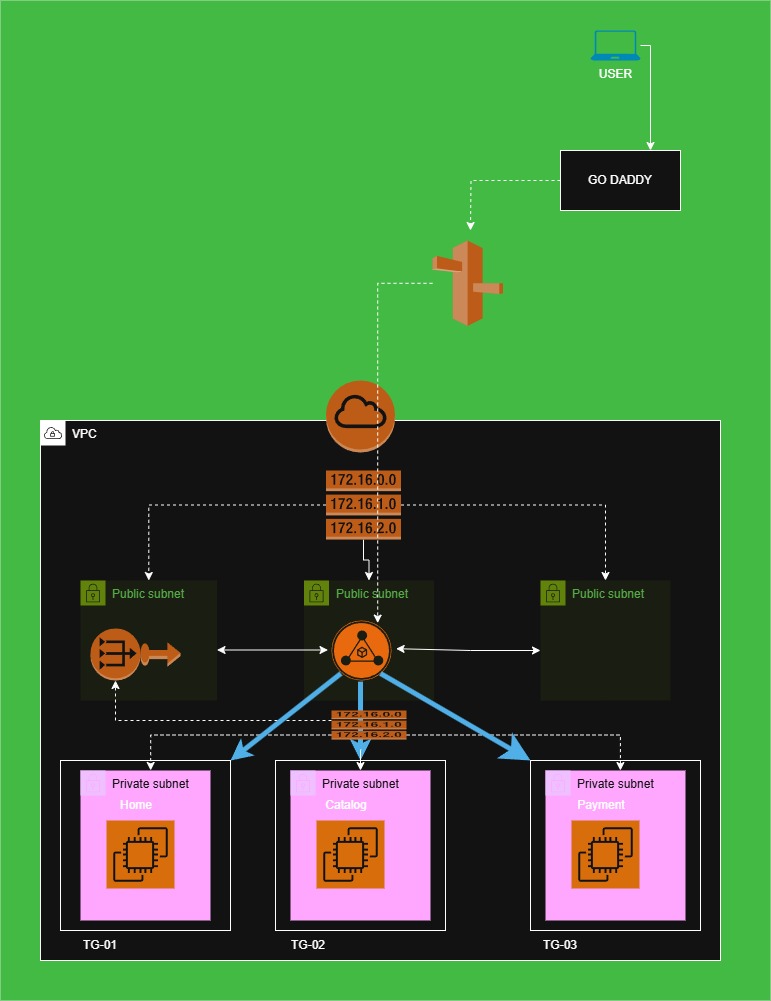 USER
GO DADDY
VPC
172.16.0.0
172.16.1.0
172.16.2.0
Public subnet
Public subnet
Public subnet
172.16.0.0
172.16.1.0
172.16.2.0
Private subnet
Home
Private subnet
Catalog
Private subnet
Payment
TG-01
TG-02
TG-03